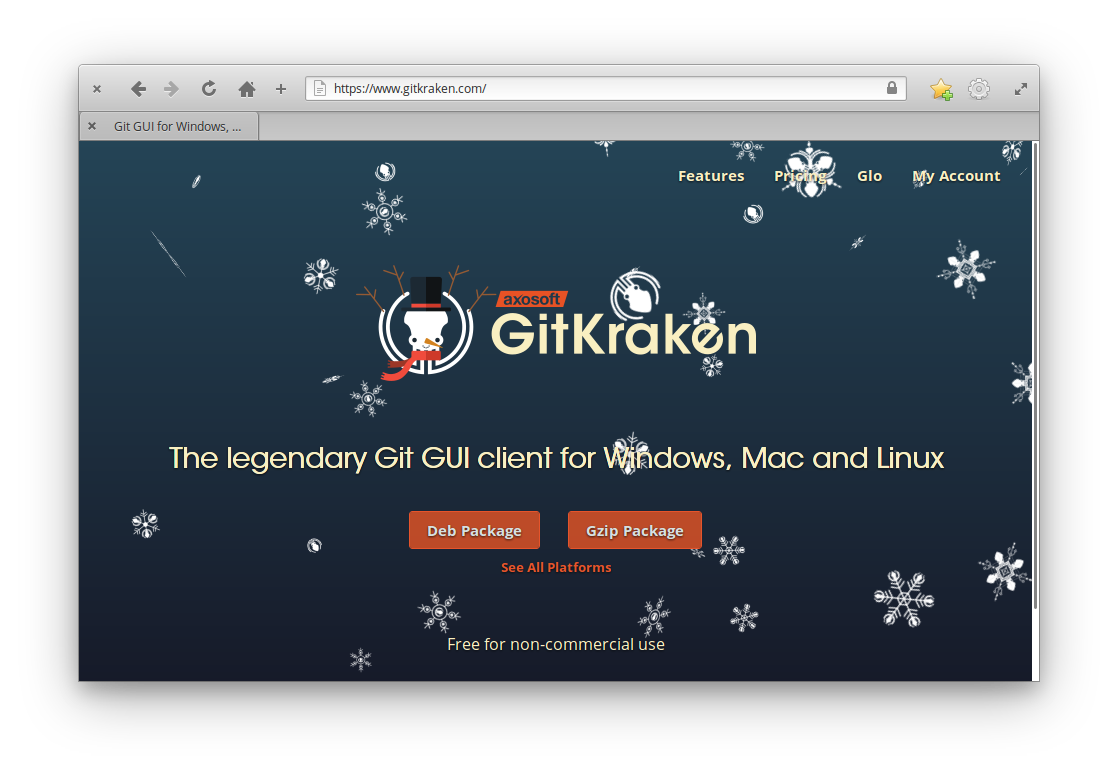 https://www.gitkraken.com/
Git GUI for Windows, ...
Features Pricing Glo My Account
axosoft
GitKraken
The legendary Git GUI client for Windows, Mac and Linux
Deb Package Gzip Package
See All Platforms
Free for non-commercial use